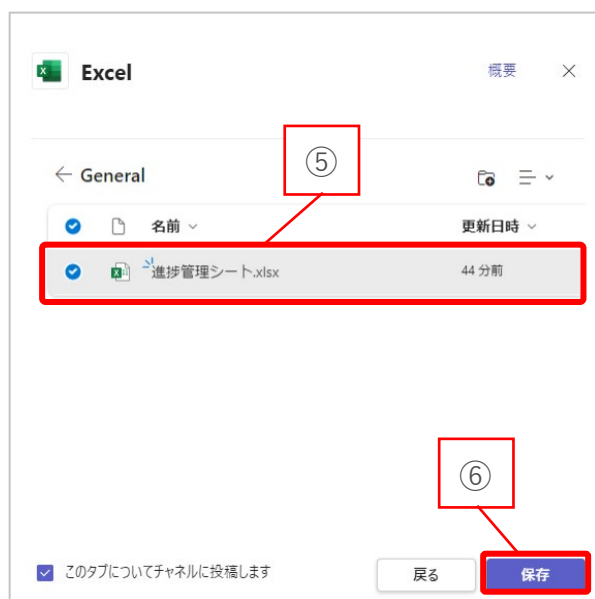 Excel
概要
⑤
General
名前
更新日時
進捗管理シート.xlsx
44 分前
⑥
このタブについてチャネルに投稿します
戻る
保存